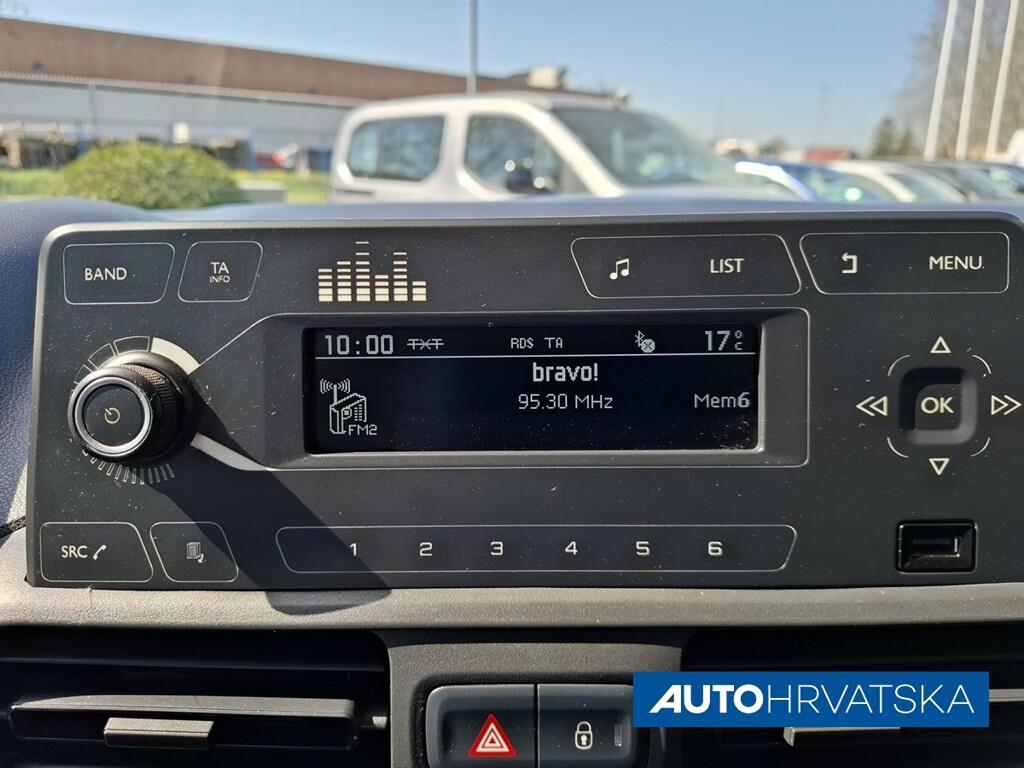 BAND TA INFO LIST MENU
10:00 TXT RDS TA 17°C
bravo!
95.30 MHz Mem6
FM2
OK
SRC 1 2 3 4 5 6
AUTOHRVATSKA